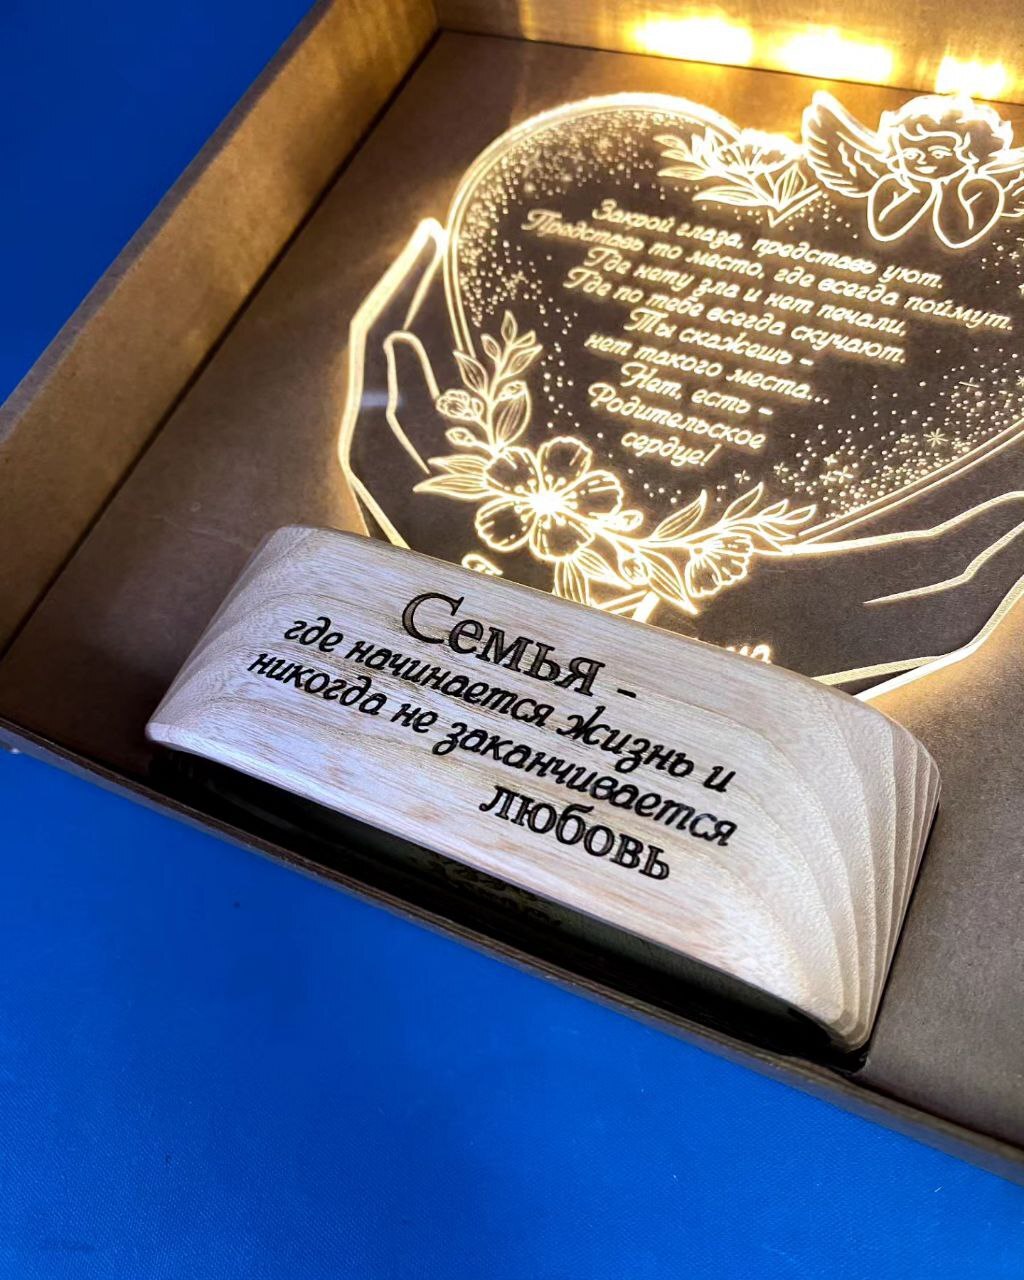 Закрой глаза, представь уют.
Представь то место, где всегда поймут.
Где нету зла и нет печали,
Где по тебе всегда скучают.
Ты скажешь -
нет такого места...
Нет, есть -
Родительское
сердце!
Семья -
где начинается жизнь и
никогда не заканчивается
любовь